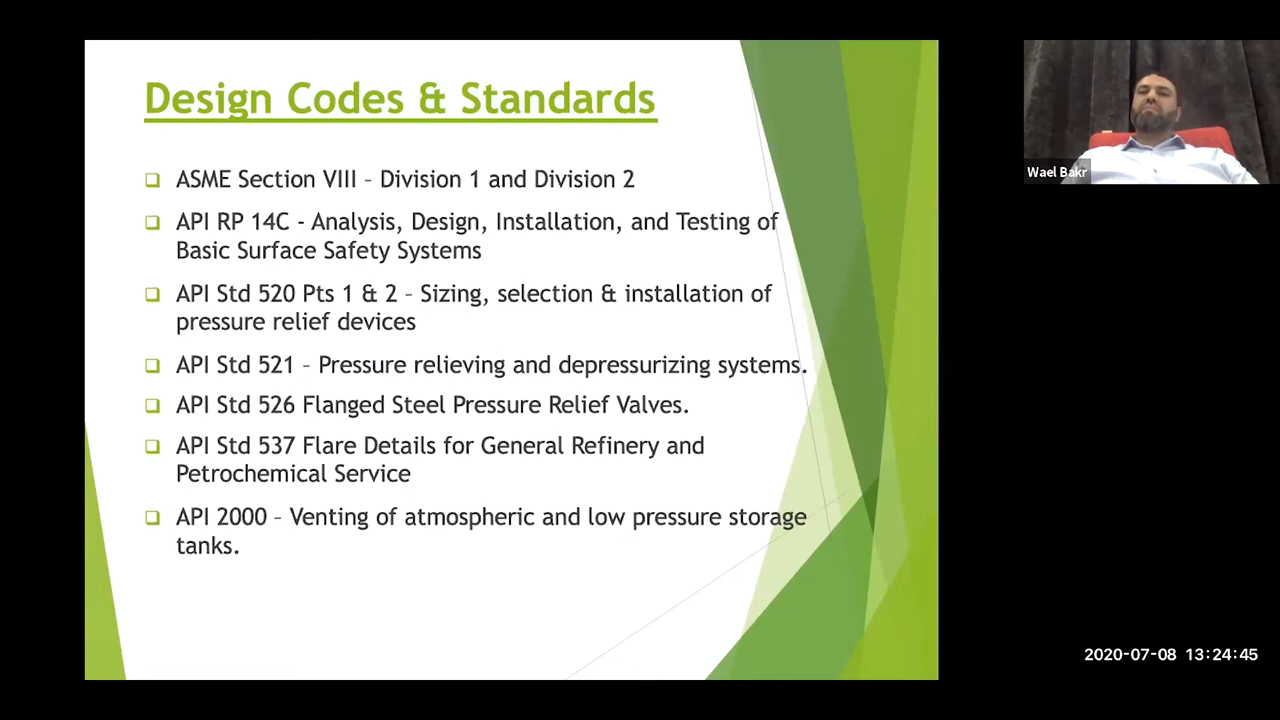 Design Codes & Standards
ASME Section VIII – Division 1 and Division 2
API RP 14C - Analysis, Design, Installation, and Testing of
Basic Surface Safety Systems
API Std 520 Pts 1 & 2 – Sizing, selection & installation of
pressure relief devices
API Std 521 – Pressure relieving and depressurizing systems.
API Std 526 Flanged Steel Pressure Relief Valves.
API Std 537 Flare Details for General Refinery and
Petrochemical Service
API 2000 – Venting of atmospheric and low pressure storage
tanks.
Wael Bakr
2020-07-08 13:24:45